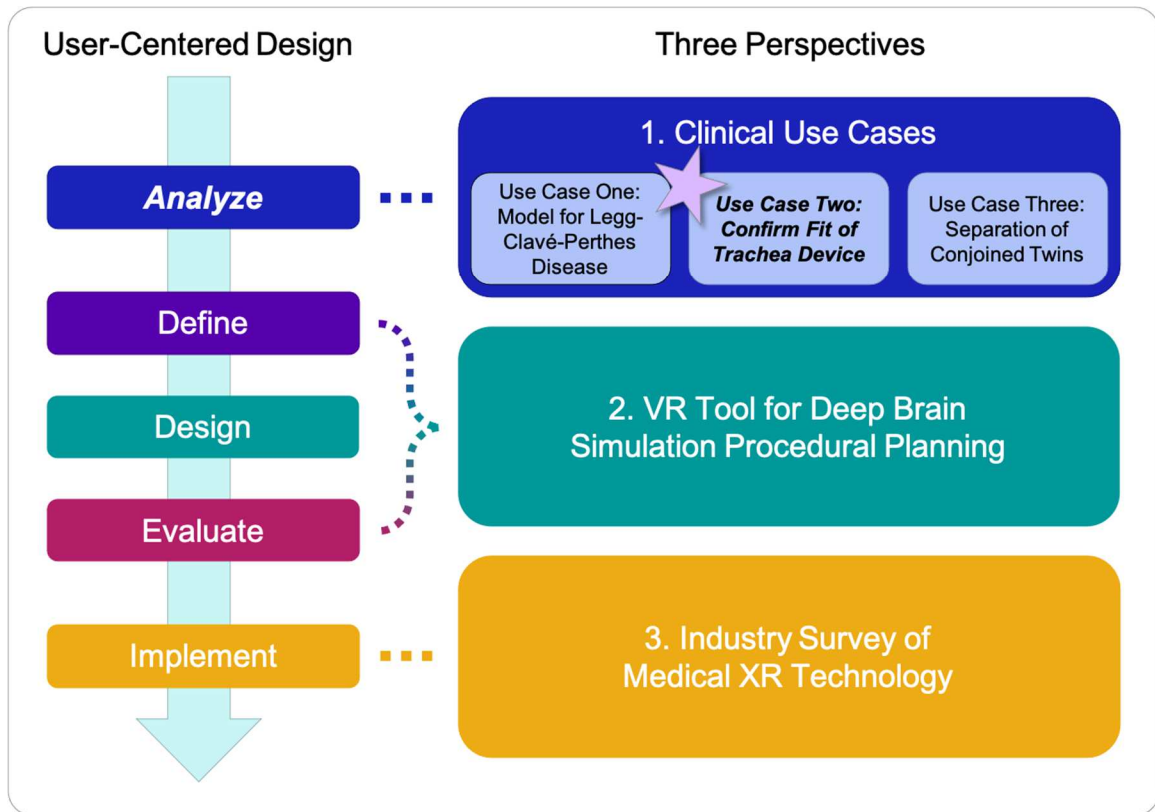 User-Centered Design
Three Perspectives
Analyze
Define
Design
Evaluate
Implement
1. Clinical Use Cases
Use Case One:
Model for Legg-
Clavé-Perthes
Disease
Use Case Two:
Confirm Fit of
Trachea Device
Use Case Three:
Separation of
Conjoined Twins
2. VR Tool for Deep Brain
Simulation Procedural Planning
3. Industry Survey of
Medical XR Technology